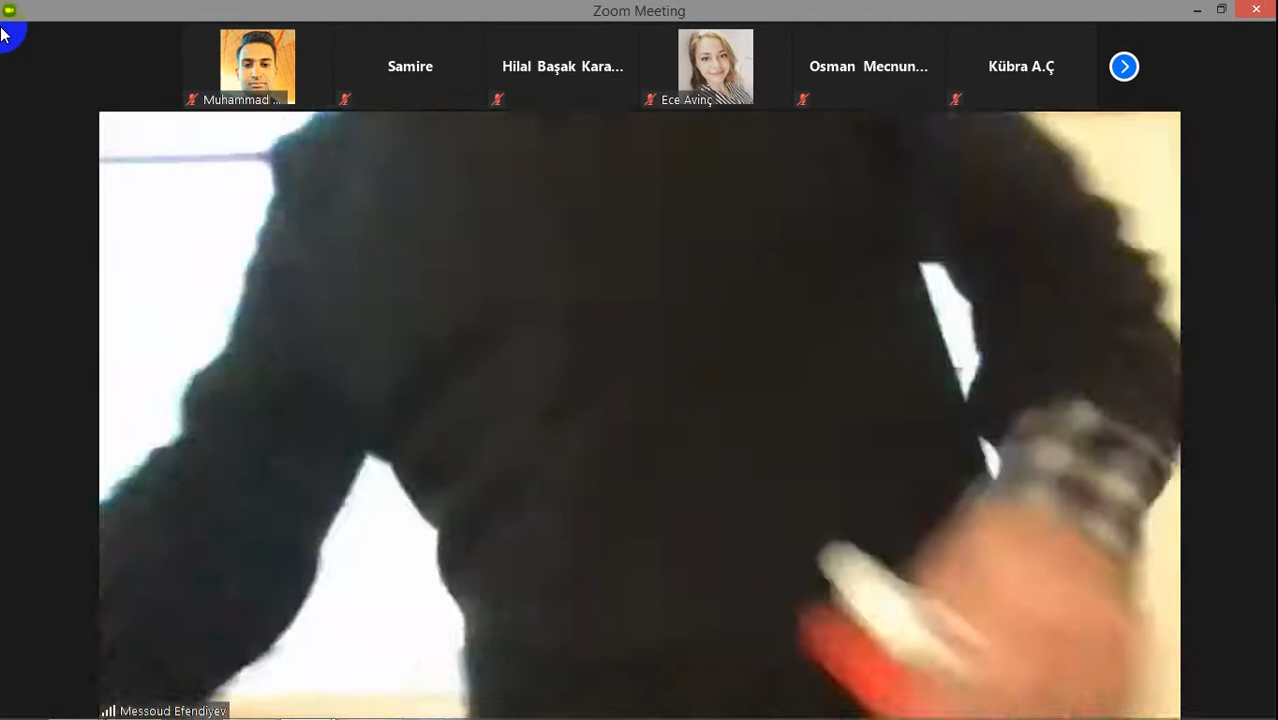 Zoom Meeting
Muhammad ...
Samire
Hilal Başak Kara...
Ece Avinç
Osman Mecnun...
Kübra A.Ç
Messoud Efendiyev